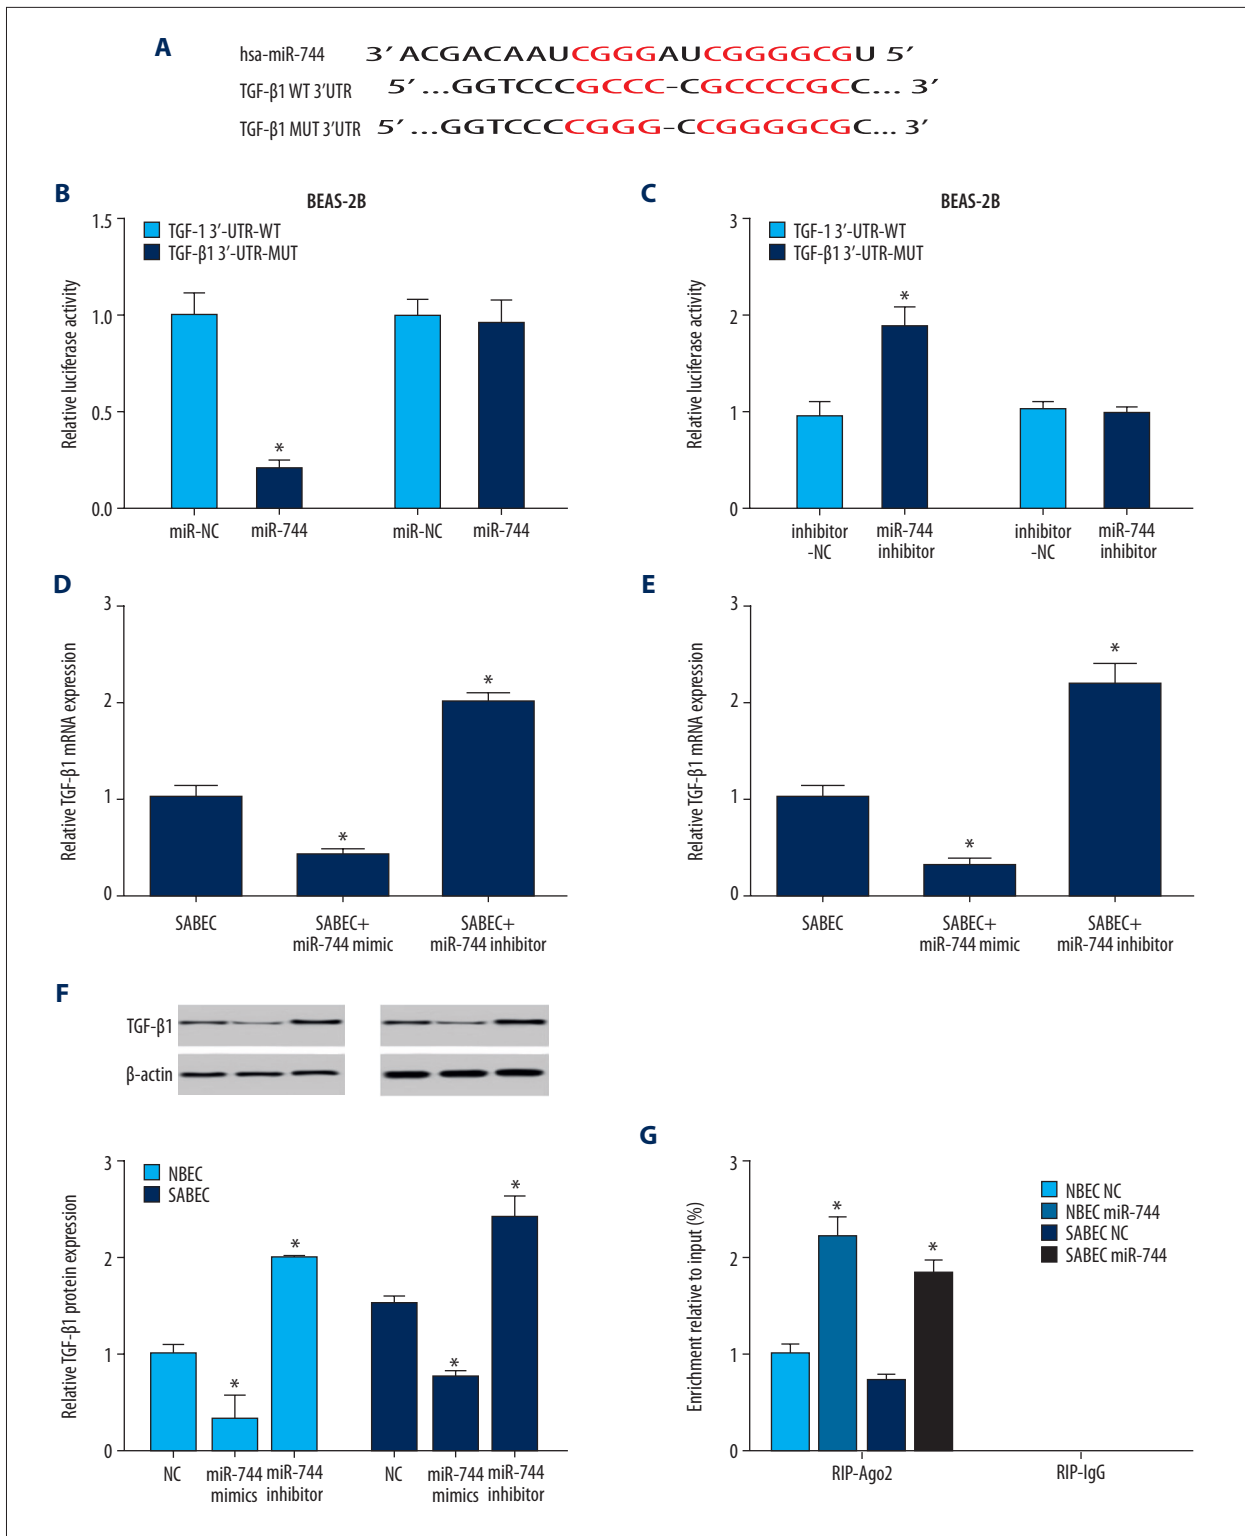 A
hsa-miR-744 3′ ACGACAAUCGGGAUCGGGGCGU 5′
TGF-β1 WT 3′UTR 5′ ...GGTCCCGCCC–CGCCCCGCC... 3′
TGF-β1 MUT 3′UTR 5′ ...GGTCCCCGGG–CCGGGGCGC... 3′
B
BEAS-2B
TGF-1 3′-UTR-WT
TGF-β1 3′-UTR-MUT
Relative luciferase activity
1.5
1.0
0.5
0.0
*
miR-NC miR-744 miR-NC miR-744
C
BEAS-2B
TGF-1 3′-UTR-WT
TGF-β1 3′-UTR-MUT
Relative luciferase activity
3
2
1
0
*
inhibitor miR-744 inhibitor miR-744
-NC inhibitor -NC inhibitor
D
Relative TGF-β1 mRNA expression
3
2
1
0
* *
SABEC SABEC+ SABEC+
miR-744 mimic miR-744 inhibitor
E
Relative TGF-β1 mRNA expression
3
2
1
0
* *
SABEC SABEC+ SABEC+
miR-744 mimic miR-744 inhibitor
F
TGF-β1
β-actin
NBEC
SABEC
Relative TGF-β1 protein expression
3
2
1
0
* * * *
NC miR-744 miR-744 NC miR-744 miR-744
mimics inhibitor mimics inhibitor
G
NBEC NC
NBEC miR-744
SABEC NC
SABEC miR-744
Enrichment relative to input (%)
3
2
1
0
* *
RIP-Ago2 RIP-IgG